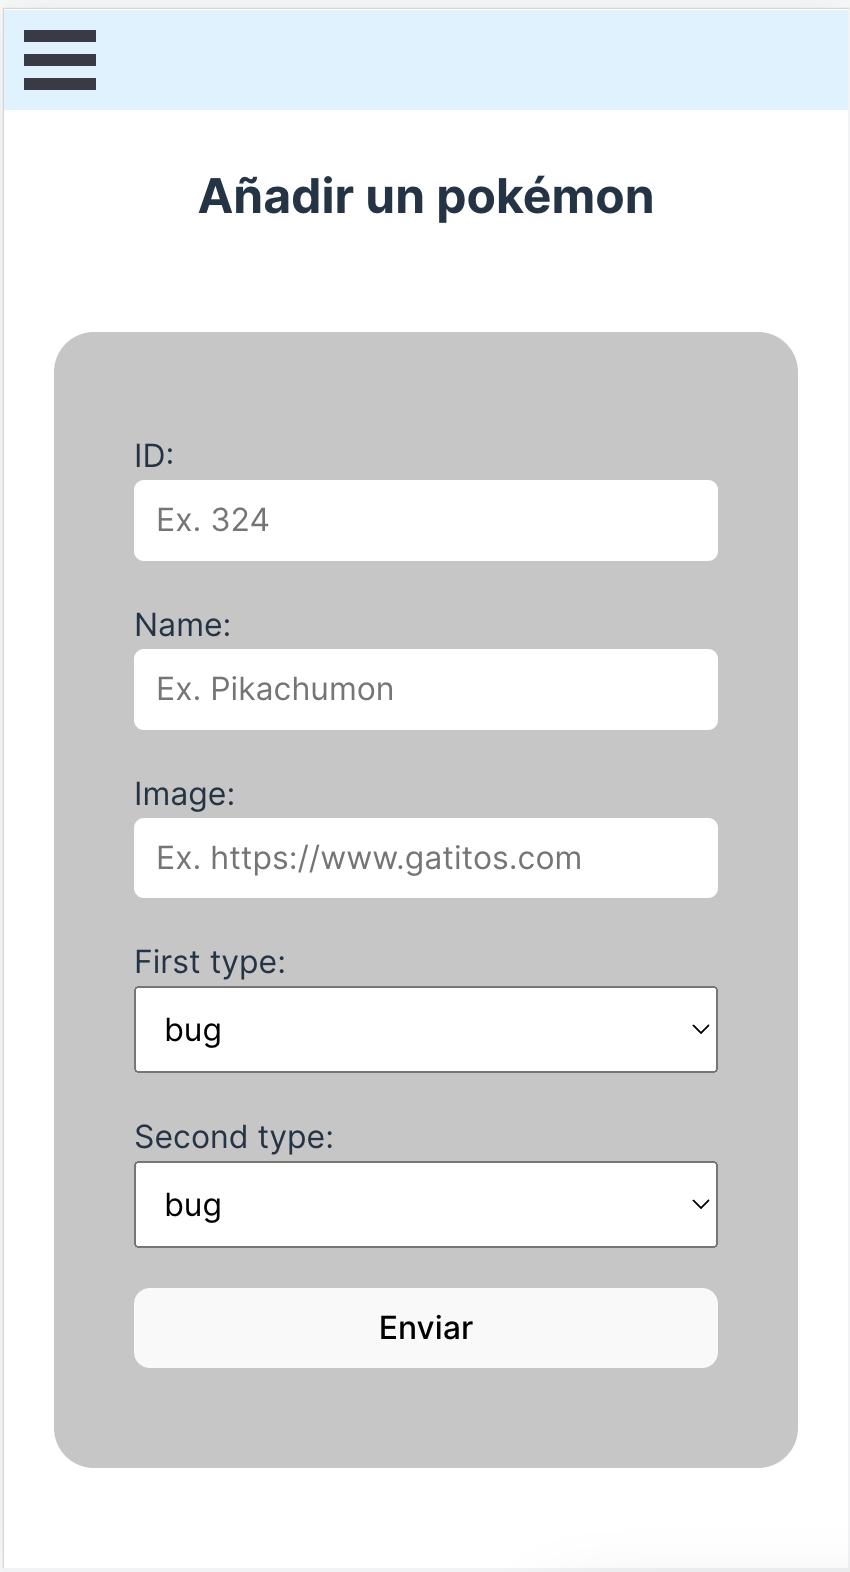 Añadir un pokémon
ID:
Ex. 324
Name:
Ex. Pikachumon
Image:
Ex. https://www.gatitos.com
First type:
bug
Second type:
bug
Enviar